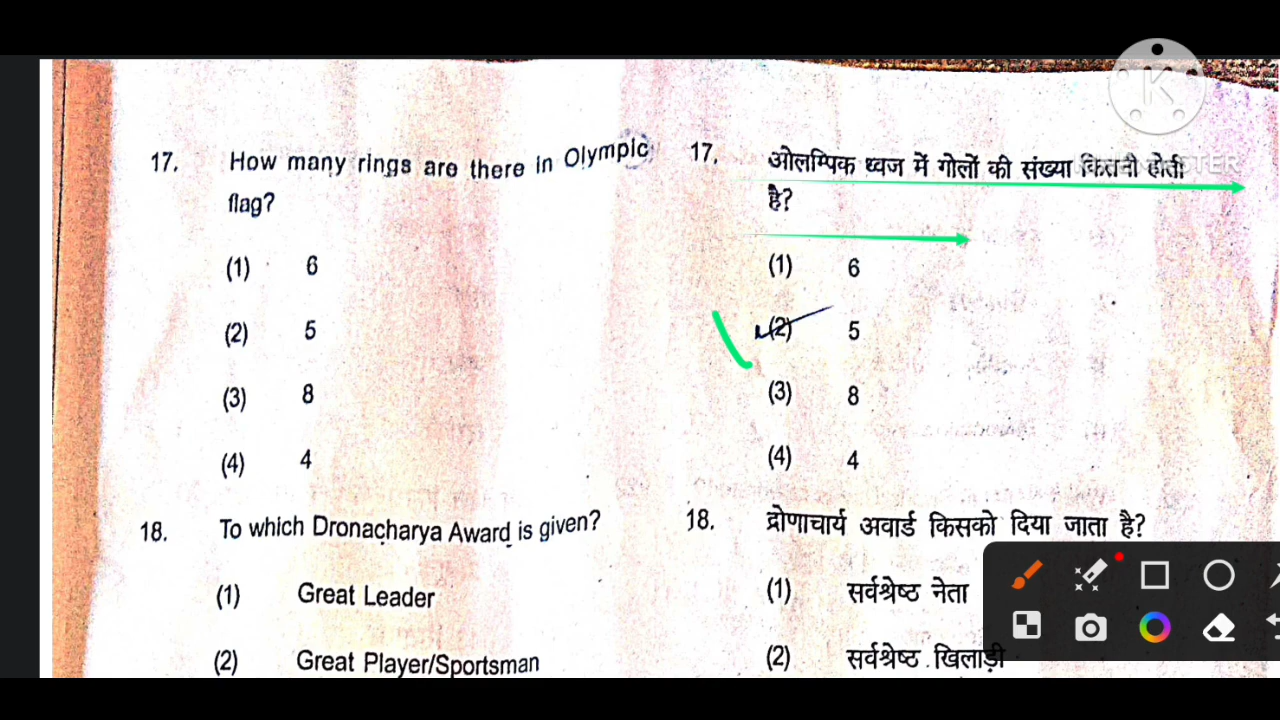 17. How many rings are there in Olympic
flag?
(1) 6
(2) 5
(3) 8
(4) 4
18. To which Dronacharya Award is given?
(1) Great Leader
(2) Great Player/Sportsman
17. ओलम्पिक ध्वज में गोलों की संख्या कितनी होती
है?
(1) 6
(2) 5
(3) 8
(4) 4
18. द्रोणाचार्य अवार्ड किसको दिया जाता है?
(1) सर्वश्रेष्ठ नेता
(2) सर्वश्रेष्ठ खिलाड़ी
K